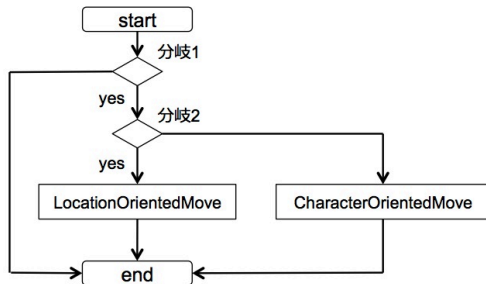 start
分岐1
yes
分岐2
yes
LocationOrientedMove
CharacterOrientedMove
end